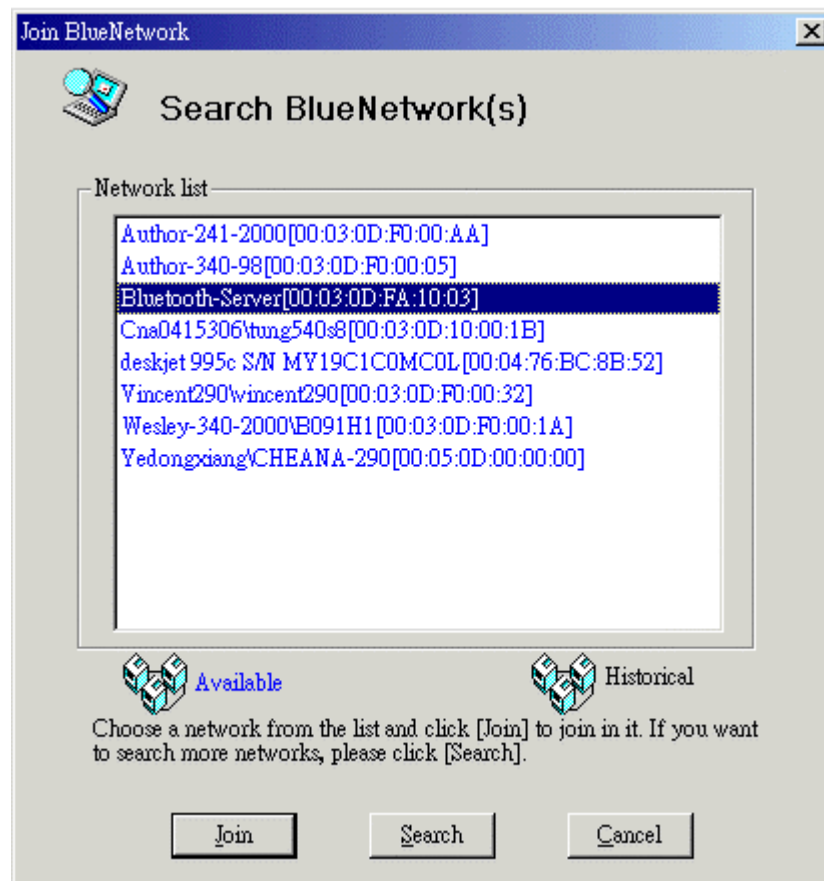 Join BlueNetwork
Search BlueNetwork(s)
Network list
Author-241-2000[00:03:0D:F0:00:AA]
Author-340-98[00:03:0D:F0:00:05]
Bluetooth-Server[00:03:0D:FA:10:03]
Cna0415306\tung540s8[00:03:0D:10:00:1B]
deskjet 995c S/N MY19C1C0MC0L[00:04:76:BC:8B:52]
Vincent290\wincent290[00:03:0D:F0:00:32]
Wesley-340-2000\B091H1[00:03:0D:F0:00:1A]
Yedongxiang\CHEANA-290[00:05:0D:00:00:00]
Available
Historical
Choose a network from the list and click [Join] to join in it. If you want
to search more networks, please click [Search].
Join
Search
Cancel